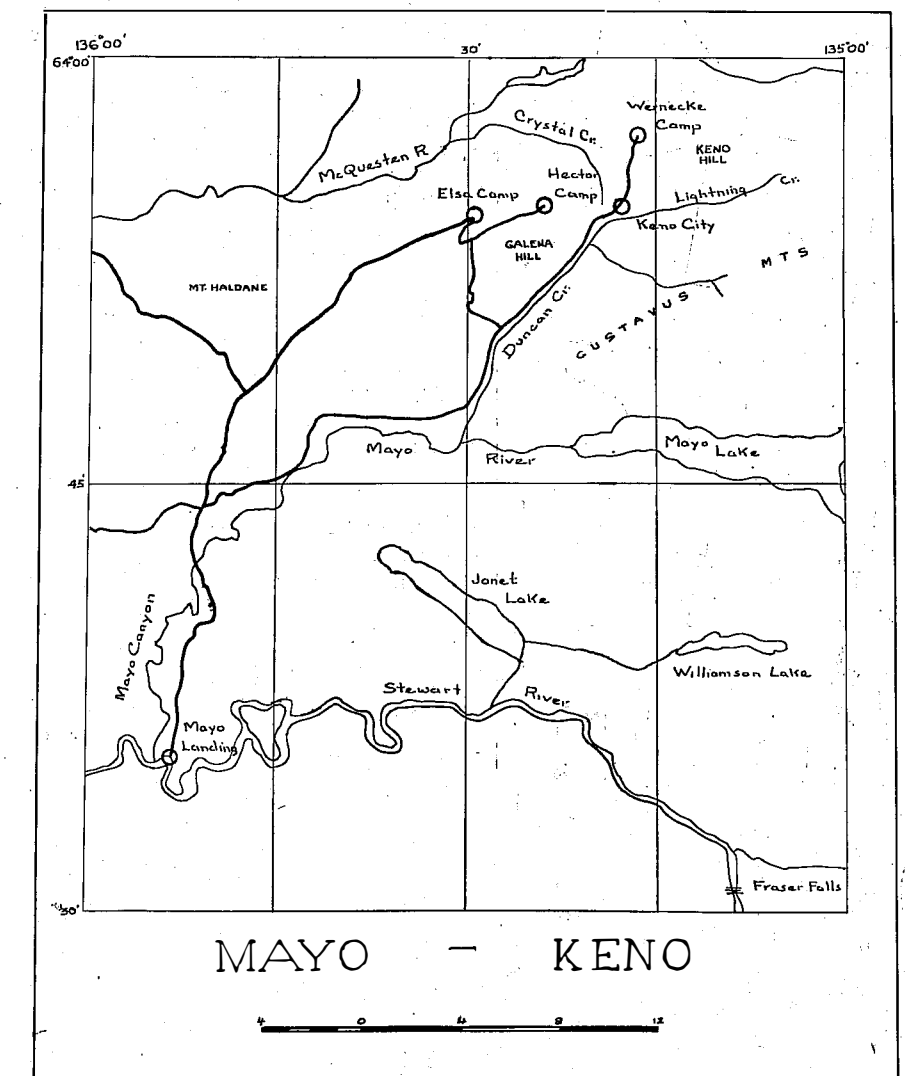 136°00'
30'
135°00'
64°00'
Wernecke
Camp
Crystal Cr.
KENO
HILL
McQuesten R.
Hector
Camp
Elsa Camp
Lightning Cr.
Keno City
GALENA
HILL
MTS
MT. HALDANE
GUSTAVUS
Duncan Cr.
Mayo
River
Mayo
Lake
45
Janet
Lake
Mayo Canyon
Williamson Lake
Stewart
River
Mayo
Landing
Fraser Falls
30'
MAYO - KENO
4 0 4 8 12